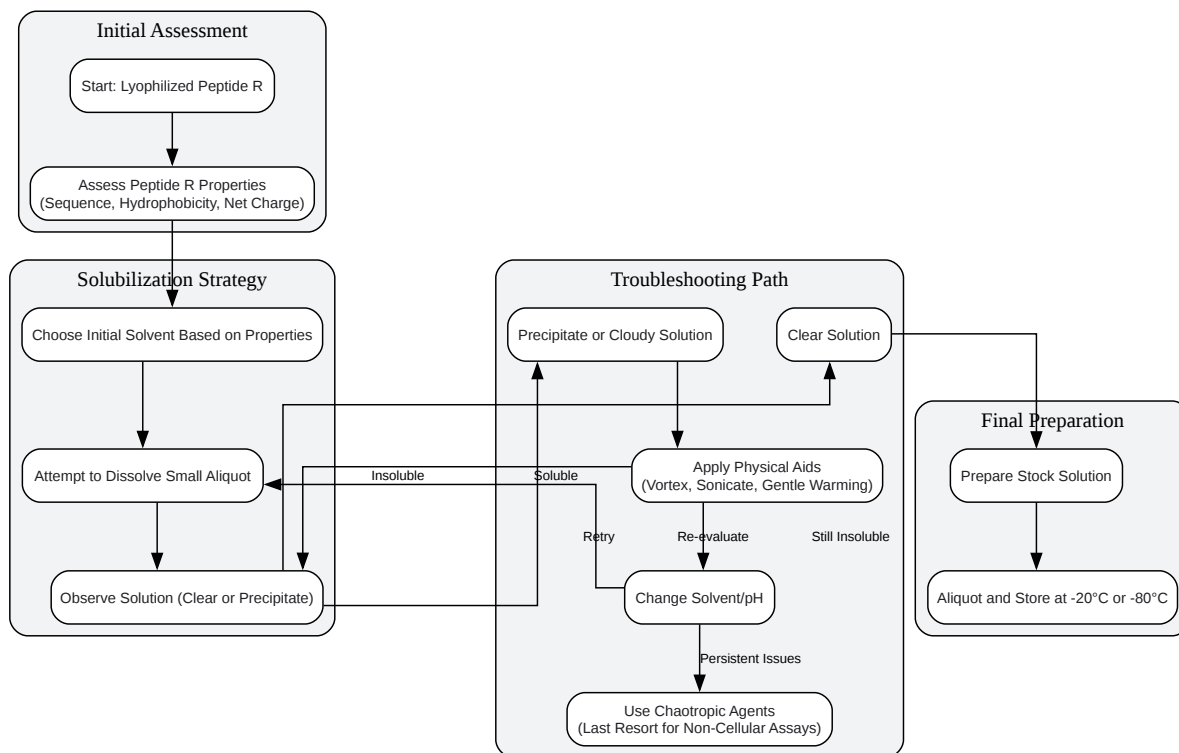 Initial Assessment
Start: Lyophilized Peptide R
Assess Peptide R Properties
(Sequence, Hydrophobicity, Net Charge)
Solubilization Strategy
Choose Initial Solvent Based on Properties
Attempt to Dissolve Small Aliquot
Observe Solution (Clear or Precipitate)
Insoluble
Soluble
Troubleshooting Path
Precipitate or Cloudy Solution
Clear Solution
Apply Physical Aids
(Vortex, Sonicate, Gentle Warming)
Retry
Re-evaluate
Still Insoluble
Change Solvent/pH
Persistent Issues
Use Chaotropic Agents
(Last Resort for Non-Cellular Assays)
Final Preparation
Prepare Stock Solution
Aliquot and Store at -20°C or -80°C